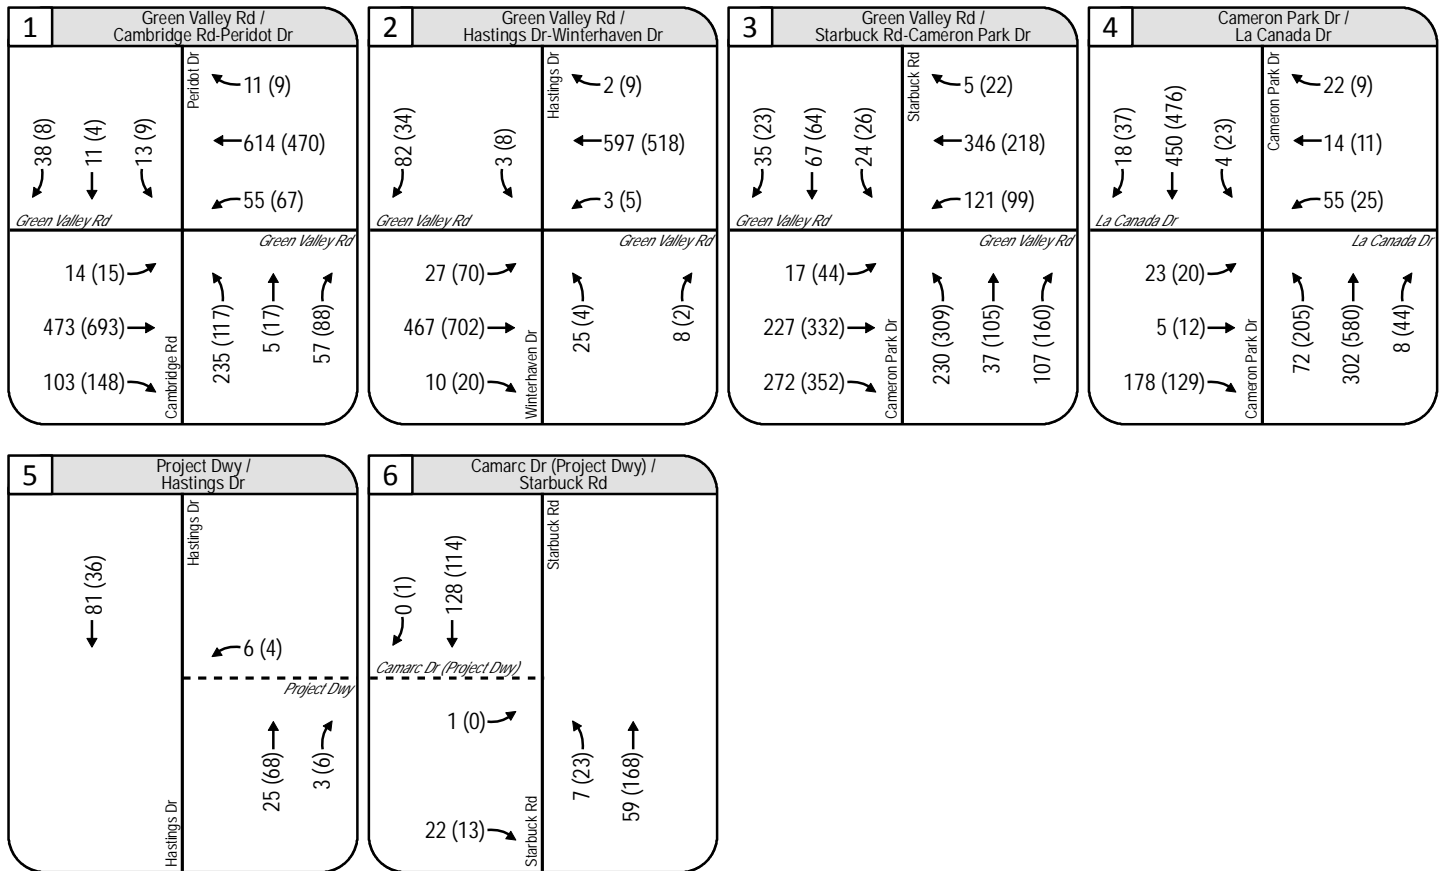 1
Green Valley Rd /
Cambridge Rd-Peridot Dr
Peridot Dr
38 (8)
11 (4)
13 (9)
11 (9)
614 (470)
55 (67)
Green Valley Rd
Green Valley Rd
14 (15)
473 (693)
103 (148)
Cambridge Rd
235 (117)
5 (17)
57 (88)
2
Green Valley Rd /
Hastings Dr-Winterhaven Dr
Hastings Dr
82 (34)
3 (8)
2 (9)
597 (518)
3 (5)
Green Valley Rd
Green Valley Rd
27 (70)
467 (702)
10 (20)
Winterhaven Dr
25 (4)
8 (2)
3
Green Valley Rd /
Starbuck Rd-Cameron Park Dr
Starbuck Rd
35 (23)
67 (64)
24 (26)
5 (22)
346 (218)
121 (99)
Green Valley Rd
Green Valley Rd
17 (44)
227 (332)
272 (352)
Cameron Park Dr
230 (309)
37 (105)
107 (160)
4
Cameron Park Dr /
La Canada Dr
Cameron Park Dr
18 (37)
450 (476)
4 (23)
22 (9)
14 (11)
55 (25)
La Canada Dr
La Canada Dr
23 (20)
5 (12)
178 (129)
Cameron Park Dr
72 (205)
302 (580)
8 (44)
5
Project Dwy /
Hastings Dr
Hastings Dr
81 (36)
6 (4)
Project Dwy
Hastings Dr
25 (68)
3 (6)
6
Camarc Dr (Project Dwy) /
Starbuck Rd
Starbuck Rd
0 (1)
128 (114)
Camarc Dr (Project Dwy)
1 (0)
22 (13)
Starbuck Rd
7 (23)
59 (168)